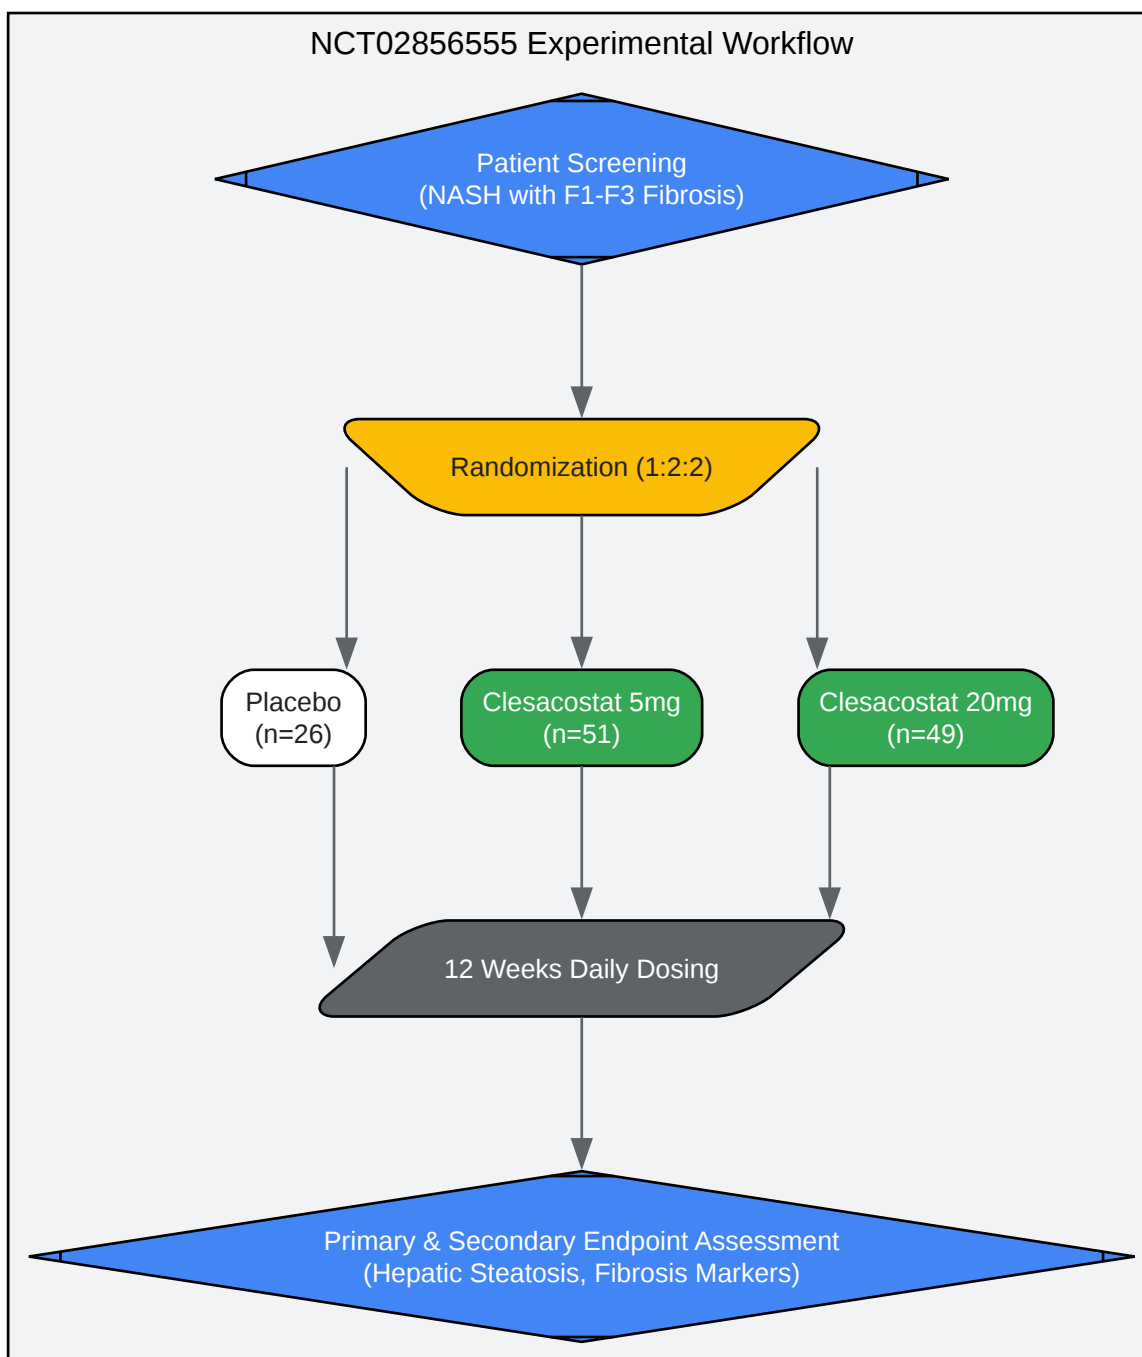 NCT02856555 Experimental Workflow
Patient Screening
(NASH with F1-F3 Fibrosis)
Randomization (1:2:2)
Placebo
(n=26)
Clesacostat 5mg
(n=51)
Clesacostat 20mg
(n=49)
12 Weeks Daily Dosing
Primary & Secondary Endpoint Assessment
(Hepatic Steatosis, Fibrosis Markers)